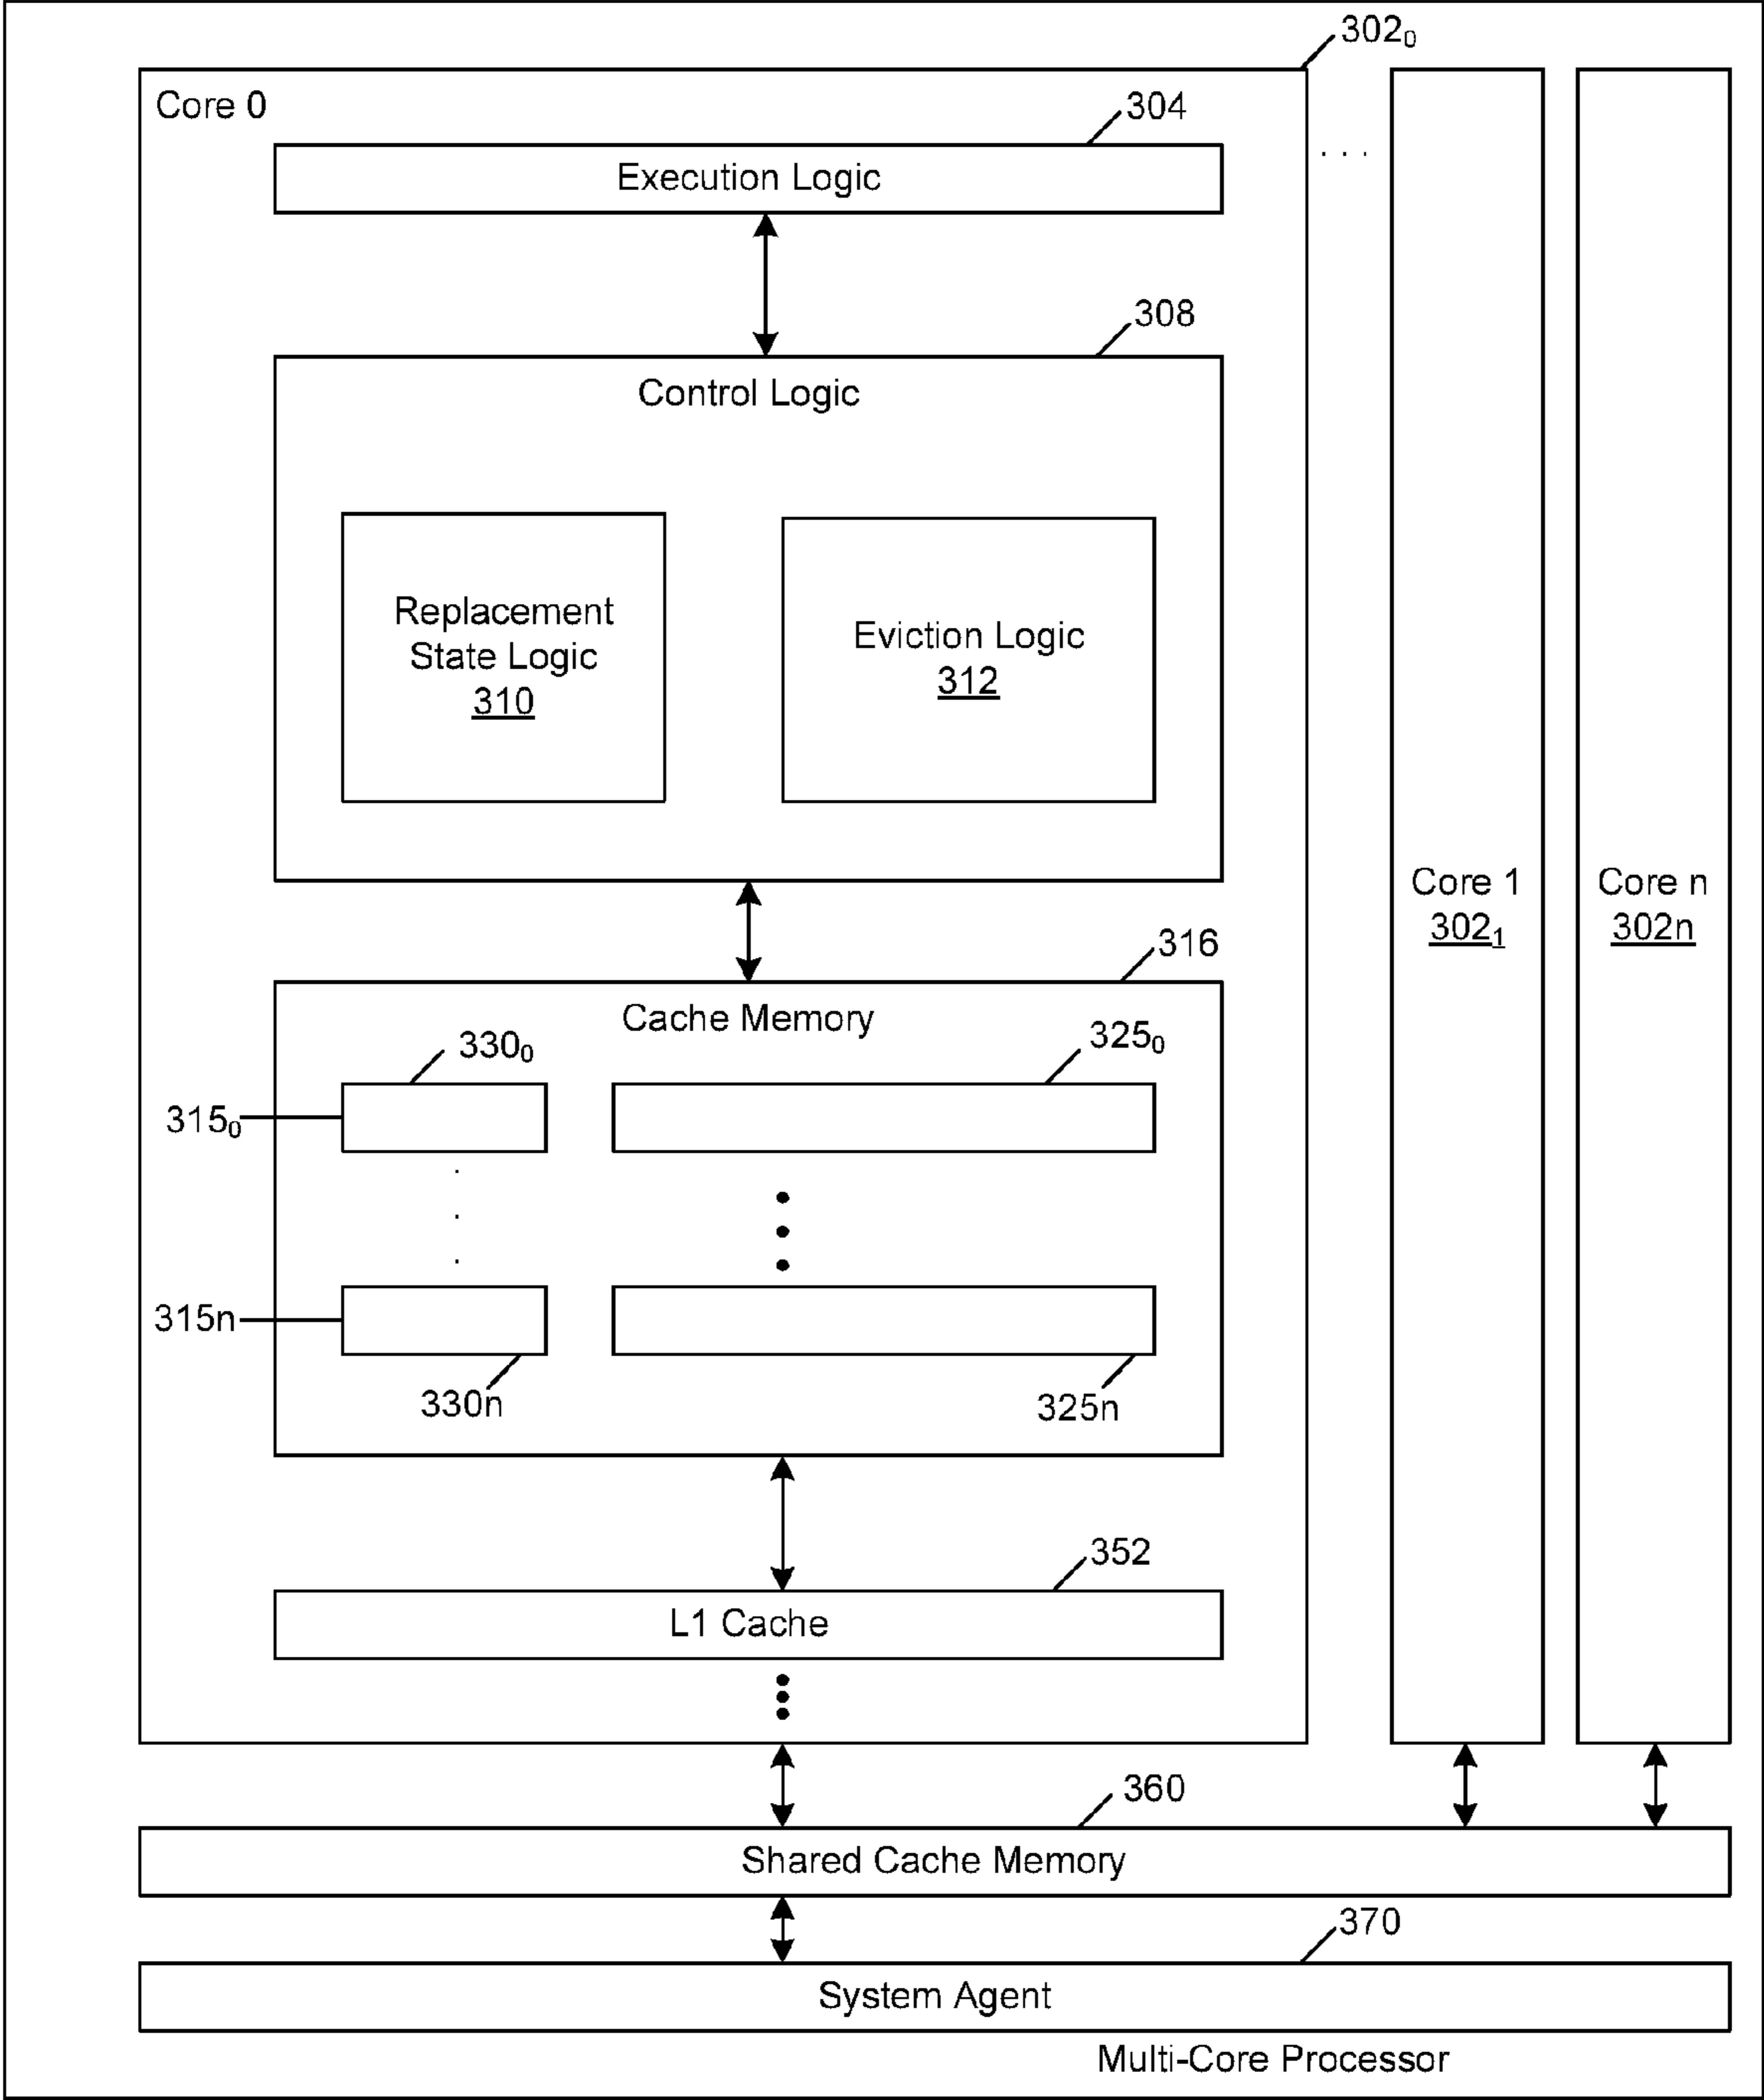 302₀
Core 0
304
Execution Logic
. . .
308
Control Logic
Replacement
State Logic
310
Eviction Logic
312
Core 1
302₁
Core n
302n
316
Cache Memory
330₀
325₀
315₀
315n
330n
325n
352
L1 Cache
360
Shared Cache Memory
370
System Agent
Multi-Core Processor